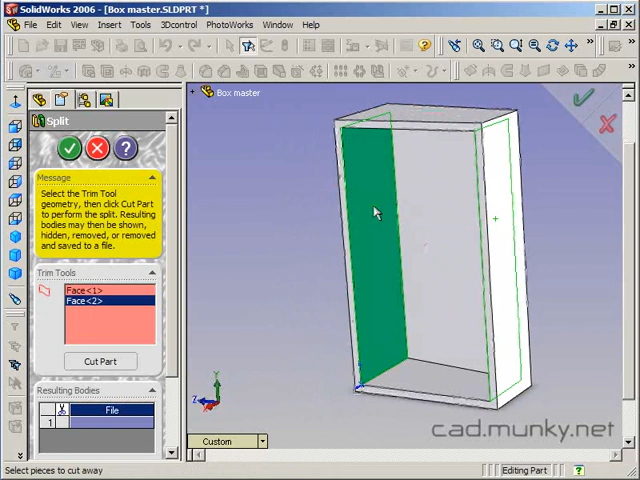 SolidWorks 2006 - [Box master.SLDPRT *]
File Edit View Insert Tools 3Dcontrol PhotoWorks Window Help
Box master
Split
Message
Select the Trim Tool
geometry, then click Cut Part
to perform the split. Resulting
bodies may then be shown,
hidden, removed, or removed
and saved to a file.
Trim Tools
Face<1>
Face<2>
Cut Part
Resulting Bodies
File
1
Y
Z
X
Custom
cad.munky.net
Select pieces to cut away
Editing Part